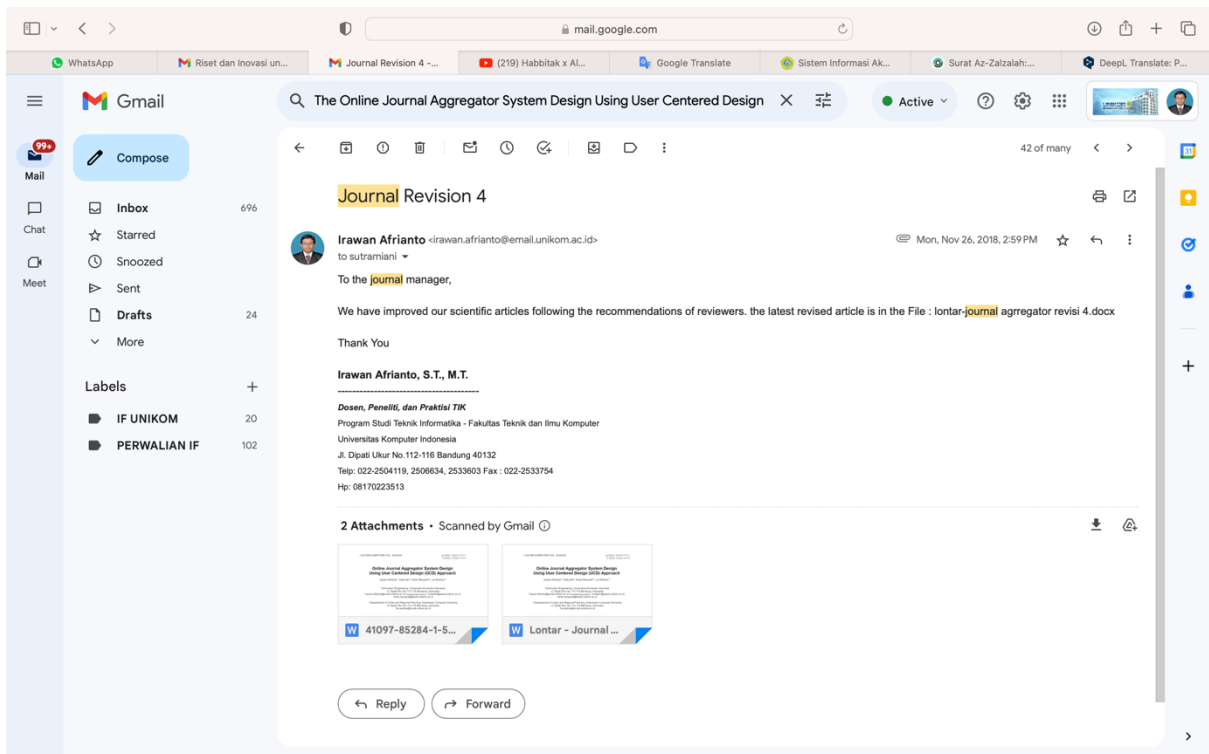 mail.google.com
WhatsApp
Riset dan Inovasi un...
Journal Revision 4 -...
(219) Habbitak x Al...
Google Translate
Sistem Informasi Ak...
Surat Az-Zalzalah:...
DeepL Translate: P...
Gmail
The Online Journal Aggregator System Design Using User Centered Design
Active
99+
Mail
Chat
Meet
Compose
Inbox 696
Starred
Snoozed
Sent
Drafts 24
More
Labels
IF UNIKOM 20
PERWALIAN IF 102
42 of many
31
Journal Revision 4
Irawan Afrianto <irawan.afrianto@email.unikom.ac.id>
Mon, Nov 26, 2018, 2:59 PM
to sutramiani
To the journal manager,
We have improved our scientific articles following the recommendations of reviewers. the latest revised article is in the File : lontar-journal agrregator revisi 4.docx
Thank You
Irawan Afrianto, S.T., M.T.
----------------------------------------
Dosen, Peneliti, dan Praktisi TIK
Program Studi Teknik Informatika - Fakultas Teknik dan Ilmu Komputer
Universitas Komputer Indonesia
Jl. Dipati Ukur No.112-116 Bandung 40132
Telp: 022-2504119, 2506634, 2533603 Fax : 022-2533754
Hp: 08170223513
2 Attachments • Scanned by Gmail
Online Journal Aggregator System Design
Using User Centered Design (UCD) Approach
W 41097-85284-1-5...
Online Journal Aggregator System Design
Using User Centered Design (UCD) Approach
W Lontar - Journal ...
Reply
Forward